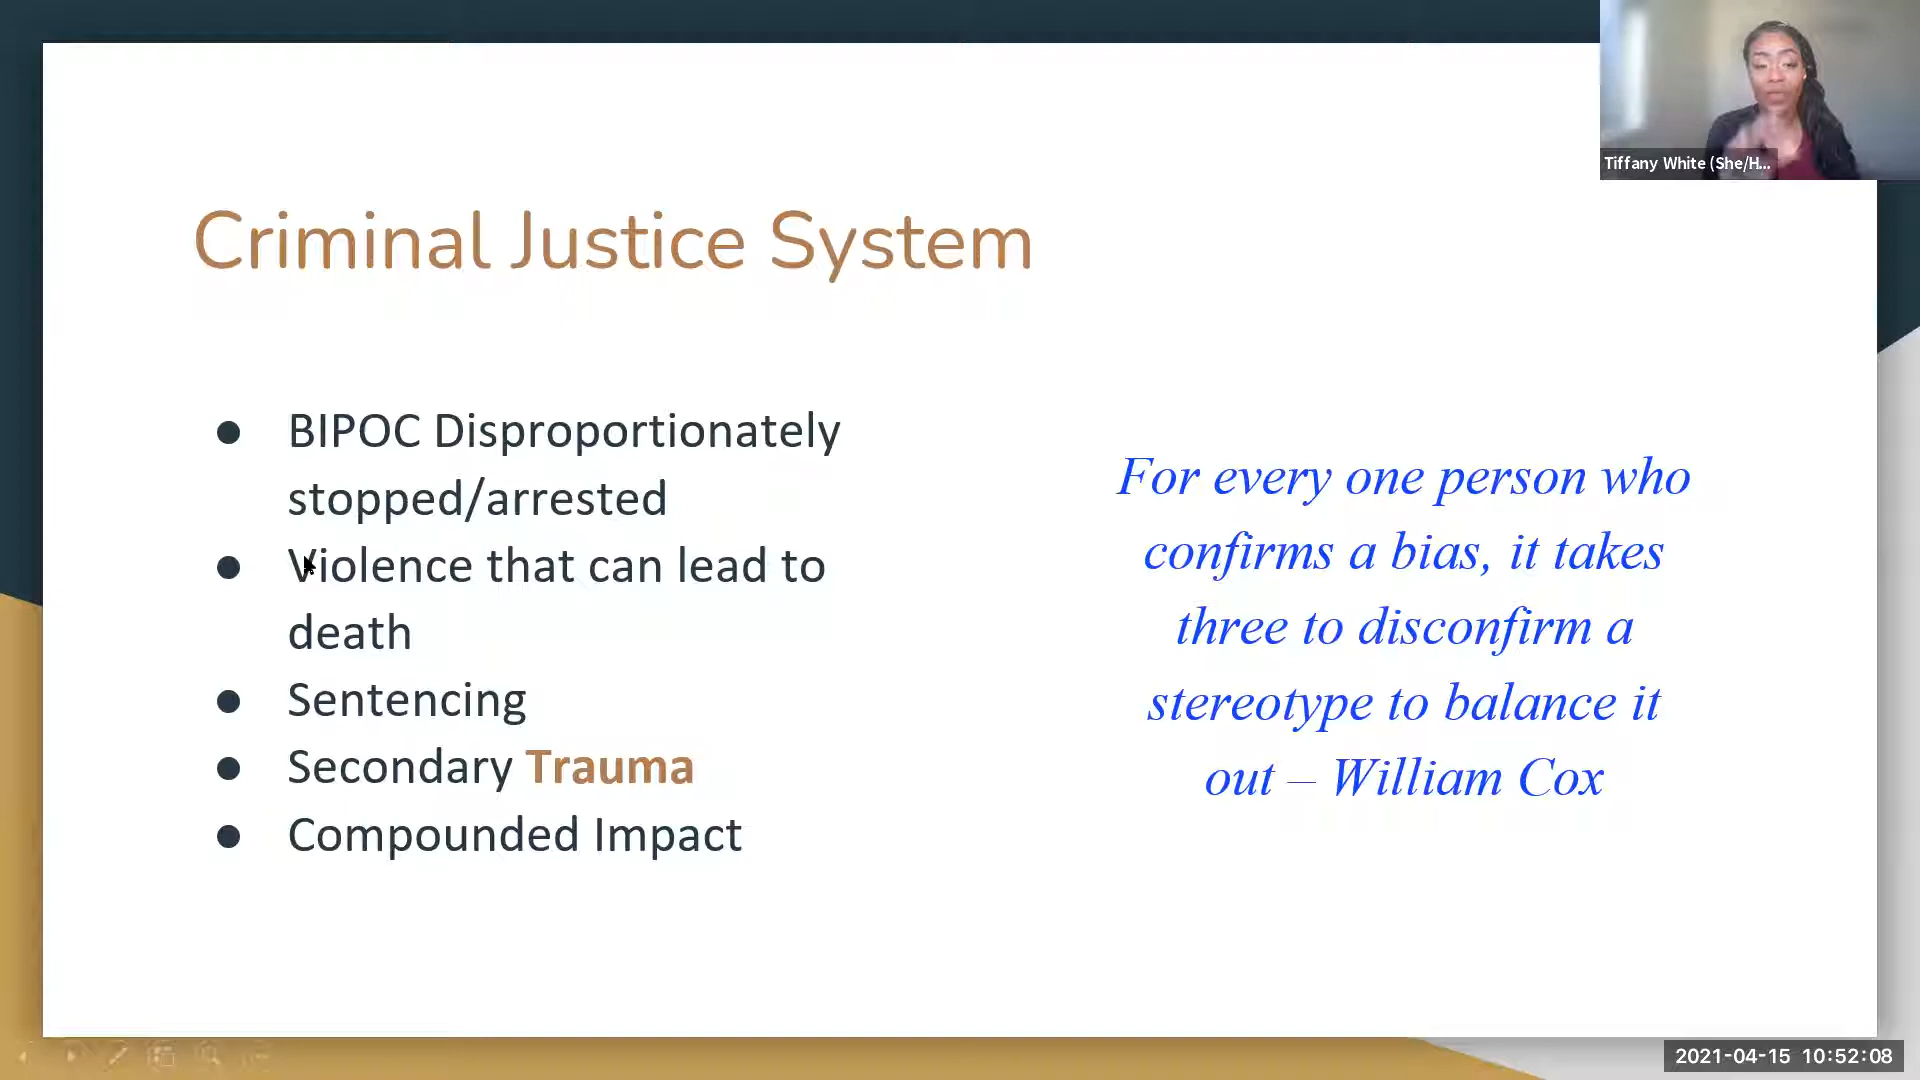 Tiffany White (She/H...
Criminal Justice System
● BIPOC Disproportionately
stopped/arrested
● Violence that can lead to
death
● Sentencing
● Secondary Trauma
● Compounded Impact
For every one person who
confirms a bias, it takes
three to disconfirm a
stereotype to balance it
out – William Cox
2021-04-15 10:52:08